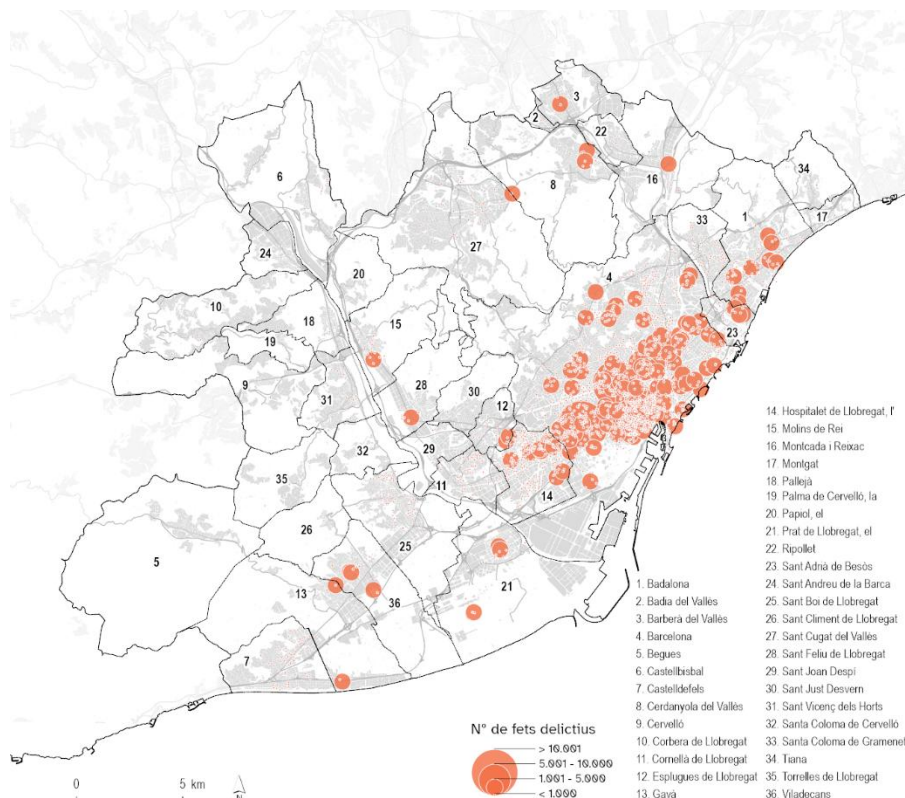 3
2
22
34
6
8
16
1
17
33
27
24
4
20
10
18
15
19
23
9
28
30
31
12
14. Hospitalet de Llobregat, l'
15. Molins de Rei
32
29
16. Montcada i Reixac
17. Montgat
35
11
18. Pallejà
14
19. Palma de Cervelló, la
26
20. Papiol, el
25
21. Prat de Llobregat, el
5
22. Ripollet
21
23. Sant Adrià de Besòs
13
36
1. Badalona
24. Sant Andreu de la Barca
2. Badia del Vallès
25. Sant Boi de Llobregat
3. Barberà del Vallès
26. Sant Climent de Llobregat
4. Barcelona
27. Sant Cugat del Vallès
7
5. Begues
28. Sant Feliu de Llobregat
6. Castellbisbal
29. Sant Joan Despí
7. Castelldefels
30. Sant Just Desvern
8. Cerdanyola del Vallès
31. Sant Vicenç dels Horts
9. Cervelló
32. Santa Coloma de Cervelló
N° de fets delictius
10. Corbera de Llobregat
33. Santa Coloma de Gramenet
> 10.001
11. Cornellà de Llobregat
34. Tiana
5.001 - 10.000
12. Esplugues de Llobregat
35. Torrelles de Llobregat
1.001 - 5.000
13. Gavà
36. Viladecans
< 1.000
0 5 km
N